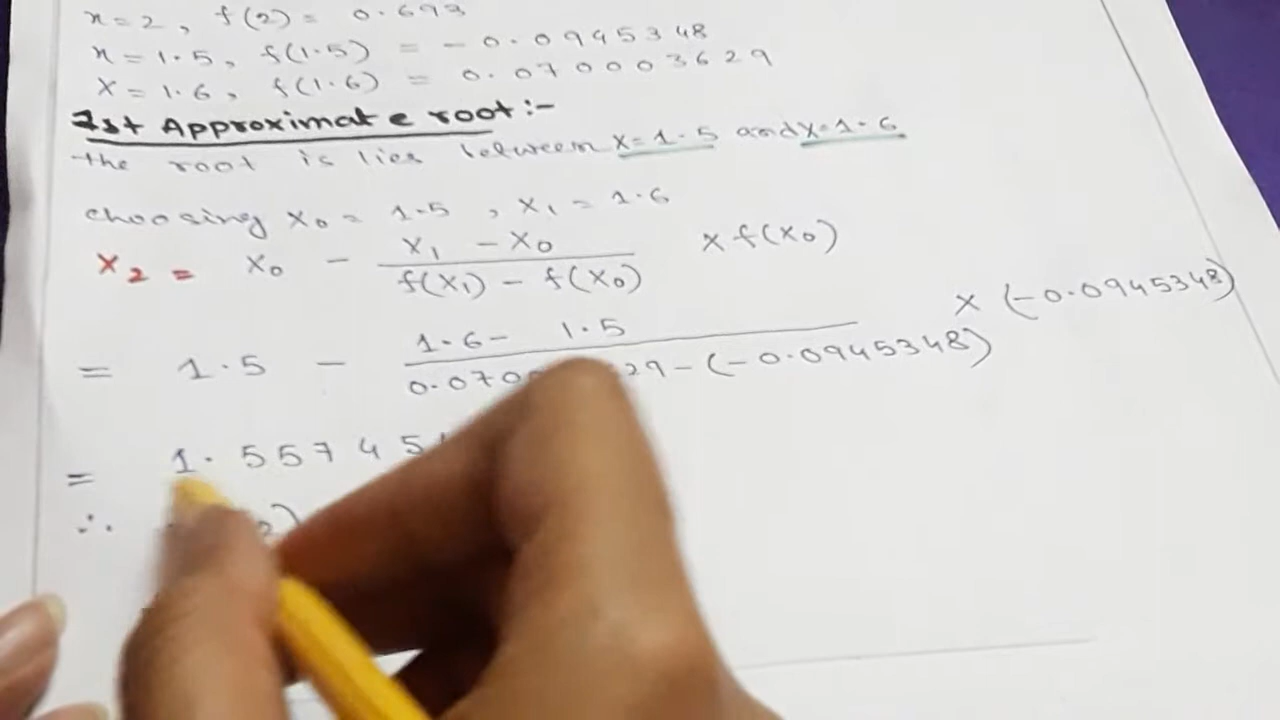 x=2, f(2) = 0.693
x=1.5, f(1.5) = -0.0945348
x=1.6, f(1.6) = 0.070003629
1st Approximate root:-
the root is lies between x=1.5 and x=1.6
choosing x₀ = 1.5, x₁ = 1.6
x₂ = x₀ - (x₁ - x₀) / (f(x₁) - f(x₀)) × f(x₀)
= 1.5 - (1.6 - 1.5) / (0.070 29 - (-0.0945348)) × (-0.0945348)
= 1.55745
∴